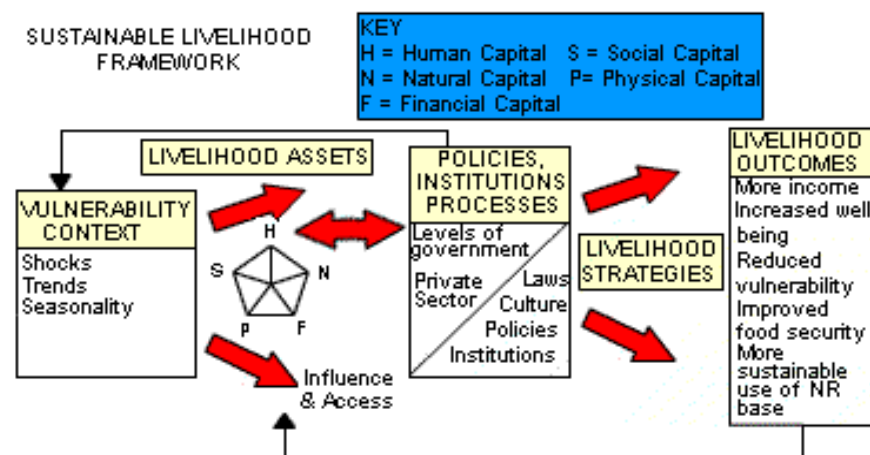 SUSTAINABLE LIVELIHOOD
FRAMEWORK
KEY
H = Human Capital S = Social Capital
N = Natural Capital P= Physical Capital
F = Financial Capital
LIVELIHOOD ASSETS
VULNERABILITY
CONTEXT
Shocks
Trends
Seasonality
H
S
N
P
F
Influence
& Access
POLICIES,
INSTITUTIONS
PROCESSES
Levels of
government
Private
Sector
Laws
Culture
Policies
Institutions
LIVELIHOOD
STRATEGIES
LIVELIHOOD
OUTCOMES
More income
Increased well
being
Reduced
vulnerability
Improved
food security
More
sustainable
use of NR
base